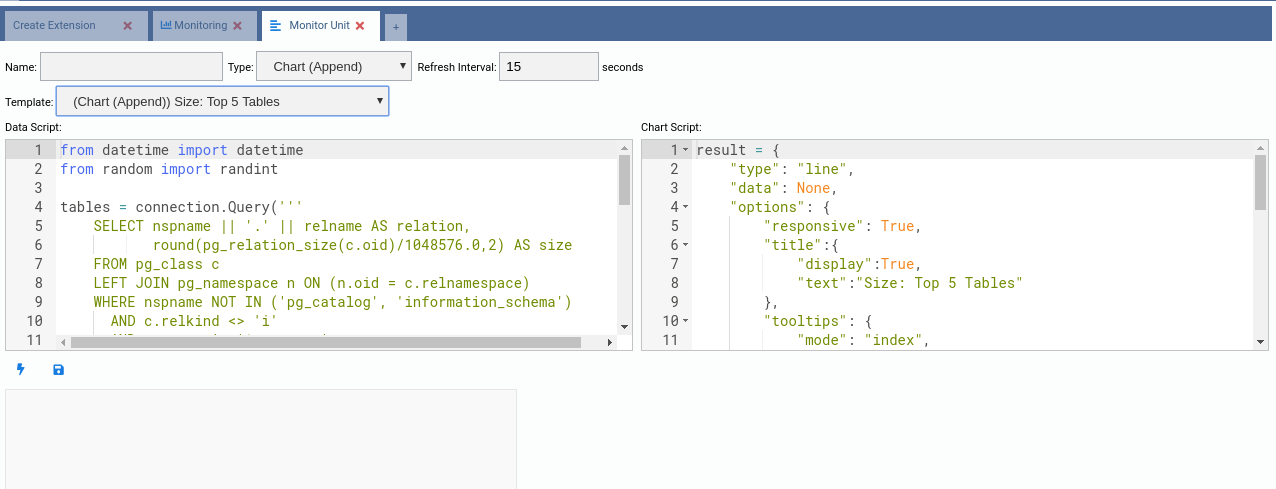 Create Extension
Monitoring
Monitor Unit
+
Name: Type: Chart (Append) Refresh Interval: 15 seconds
Template: (Chart (Append)) Size: Top 5 Tables
Data Script:
1 from datetime import datetime
2 from random import randint
3
4 tables = connection.Query('''
5 SELECT nspname || '.' || relname AS relation,
6 round(pg_relation_size(c.oid)/1048576.0,2) AS size
7 FROM pg_class c
8 LEFT JOIN pg_namespace n ON (n.oid = c.relnamespace)
9 WHERE nspname NOT IN ('pg_catalog', 'information_schema')
10 AND c.relkind <> 'i'
11
Chart Script:
1 result = {
2 "type": "line",
3 "data": None,
4 "options": {
5 "responsive": True,
6 "title":{
7 "display":True,
8 "text":"Size: Top 5 Tables"
9 },
10 "tooltips": {
11 "mode": "index",